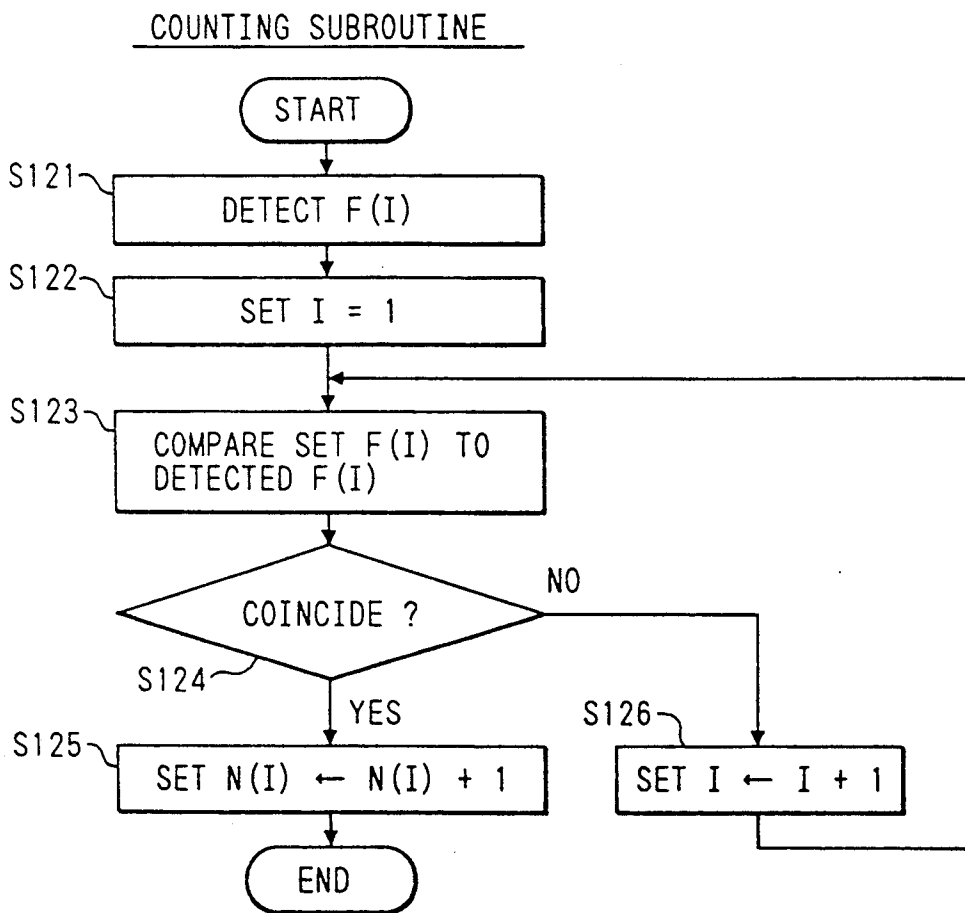 COUNTING SUBROUTINE
START
S121
DETECT F(I)
S122
SET I = 1
S123
COMPARE SET F(I) TO
DETECTED F(I)
COINCIDE ?
NO
S124
YES
S125
SET N(I) ← N(I) + 1
S126
SET I ← I + 1
END